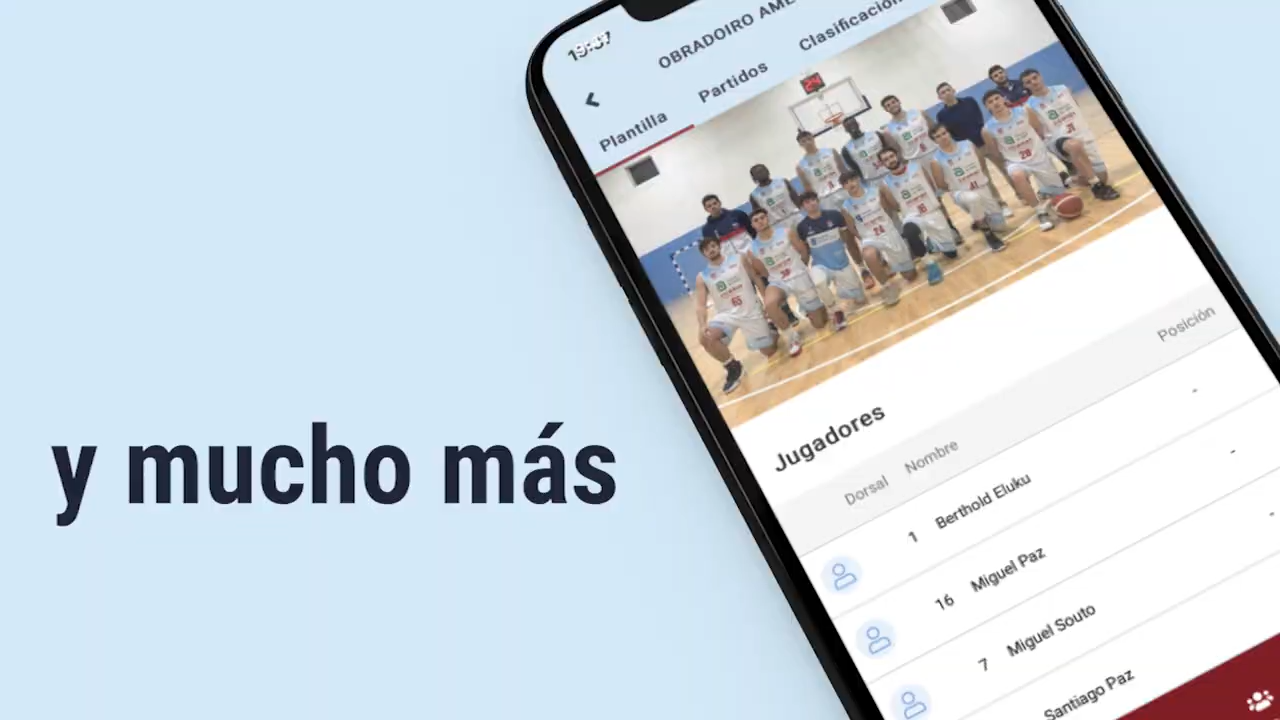 y mucho más
19:37
OBRADOIRO AME
Plantilla
Partidos
Clasificación
24
Jugadores
Dorsal
Nombre
Posición
1
Berthold Eluku
-
16
Miguel Paz
-
7
Miguel Souto
-
Santiago Paz